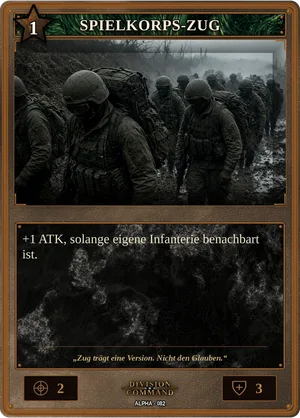 1
SPIELKORPS-ZUG
+1 ATK, solange eigene Infanterie benachbart
ist.
„Zug trägt eine Version. Nicht den Glauben.“
2
DIVISION
COMMAND
ALPHA 082
3